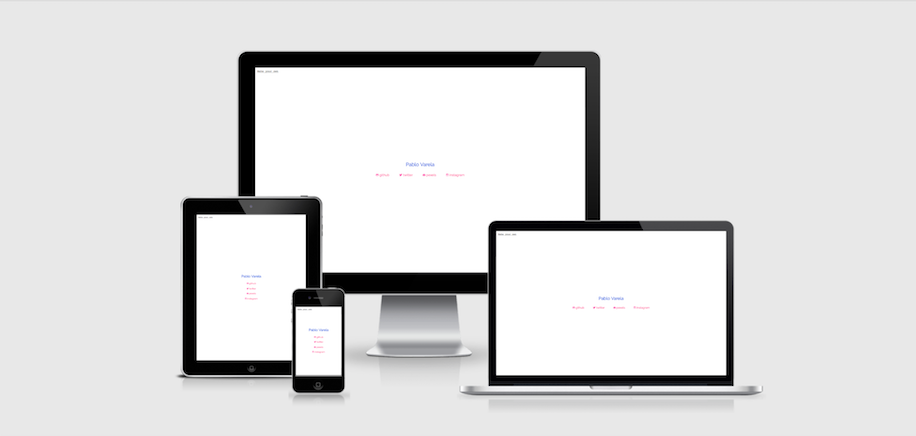 Pablo Varela
github twitter linkedin instagram
Pablo Varela
github
twitter
linkedin
instagram
Pablo Varela
github
twitter
linkedin
instagram
Pablo Varela
github twitter linkedin instagram